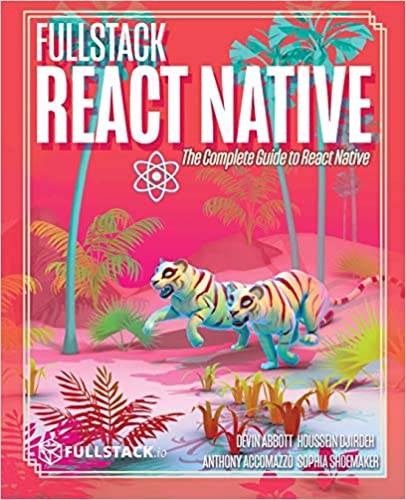 FULLSTACK
REACT NATIVE
The Complete Guide to React Native
DEVIN ABBOTT HOUSSEIN DJIRDEH
FULLSTACK.io
ANTHONY ACCOMAZZO SOPHIA SHOEMAKER